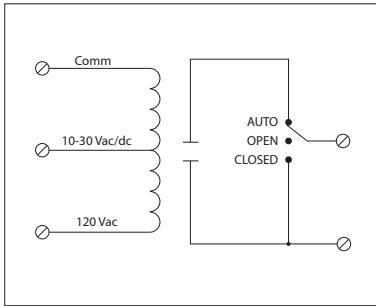 Comm
10-30 Vac/dc
120 Vac
AUTO
OPEN
CLOSED